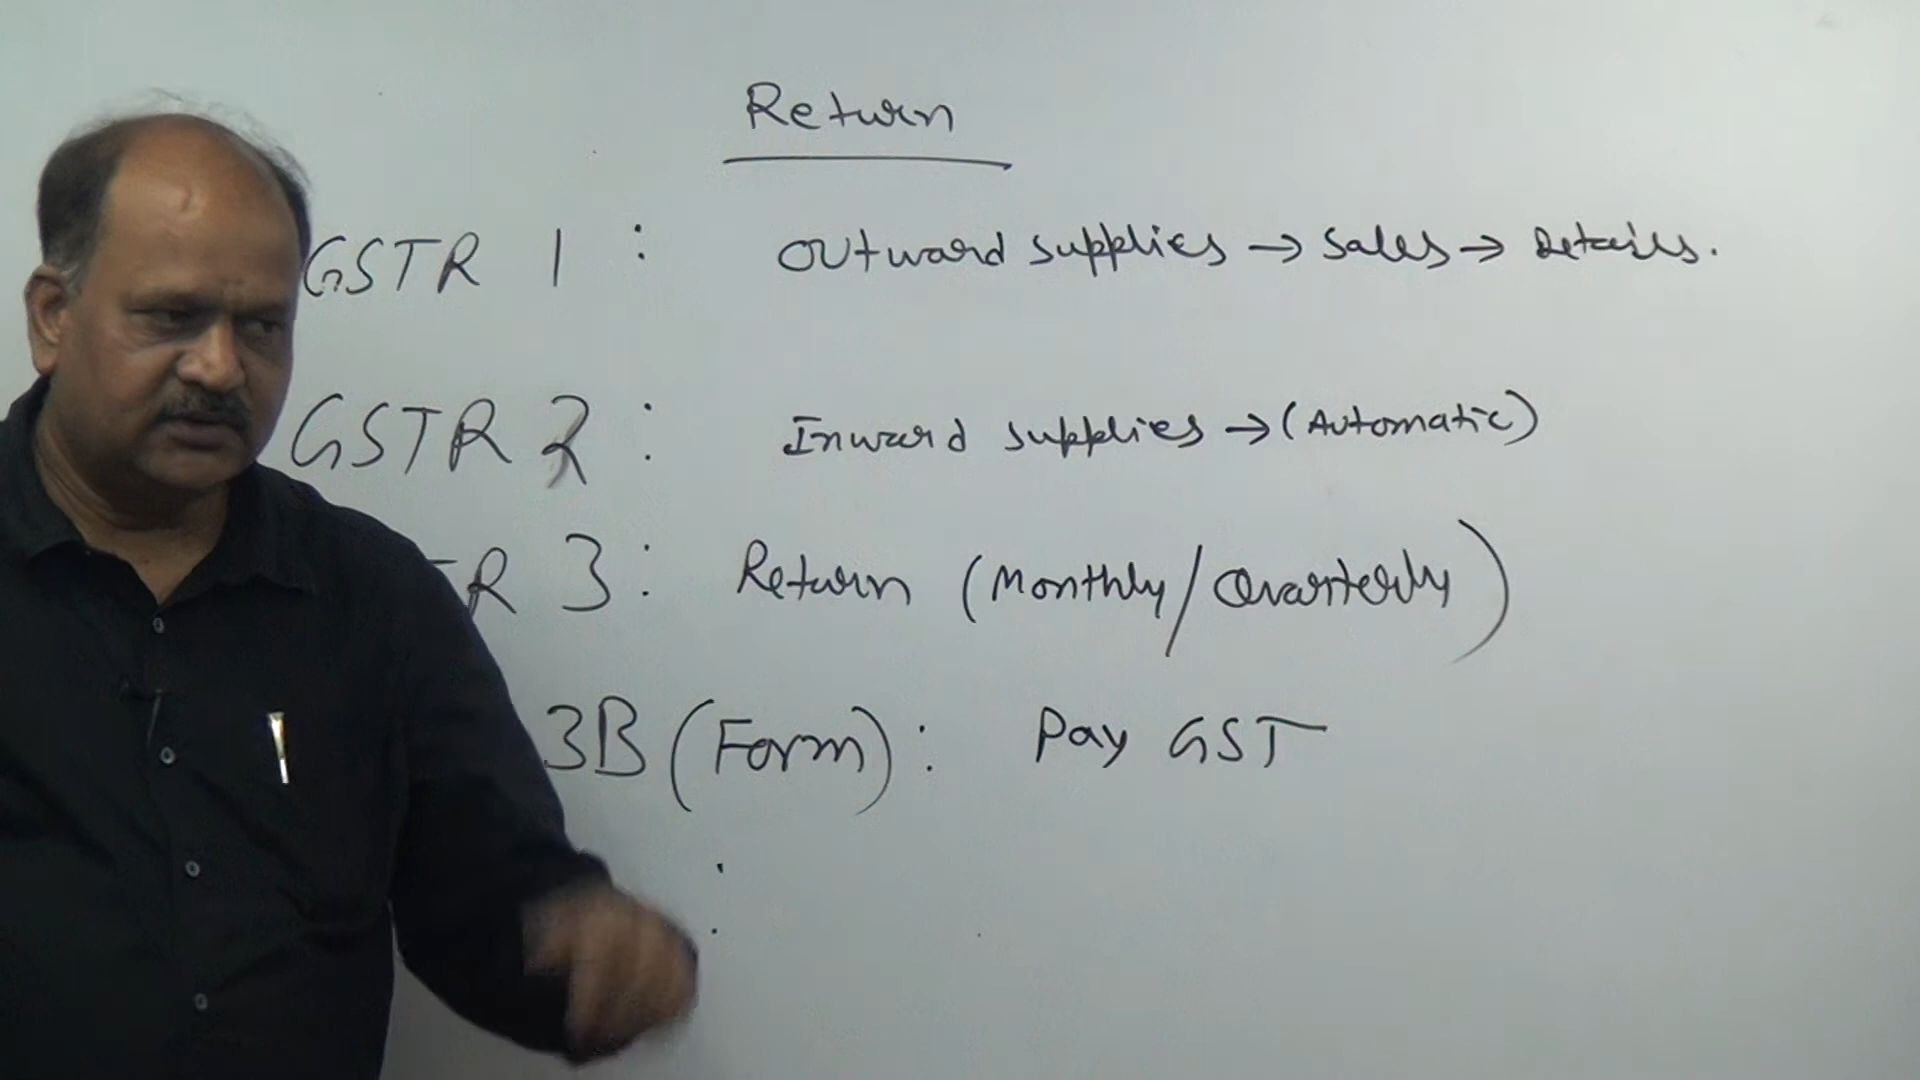 Return
GSTR 1 : Outward supplies → Sales → Details.
GSTR 2 : Inward supplies → (Automatic)
TR 3 : Return (Monthly/Quarterly)
3B (Form) : Pay GST
: